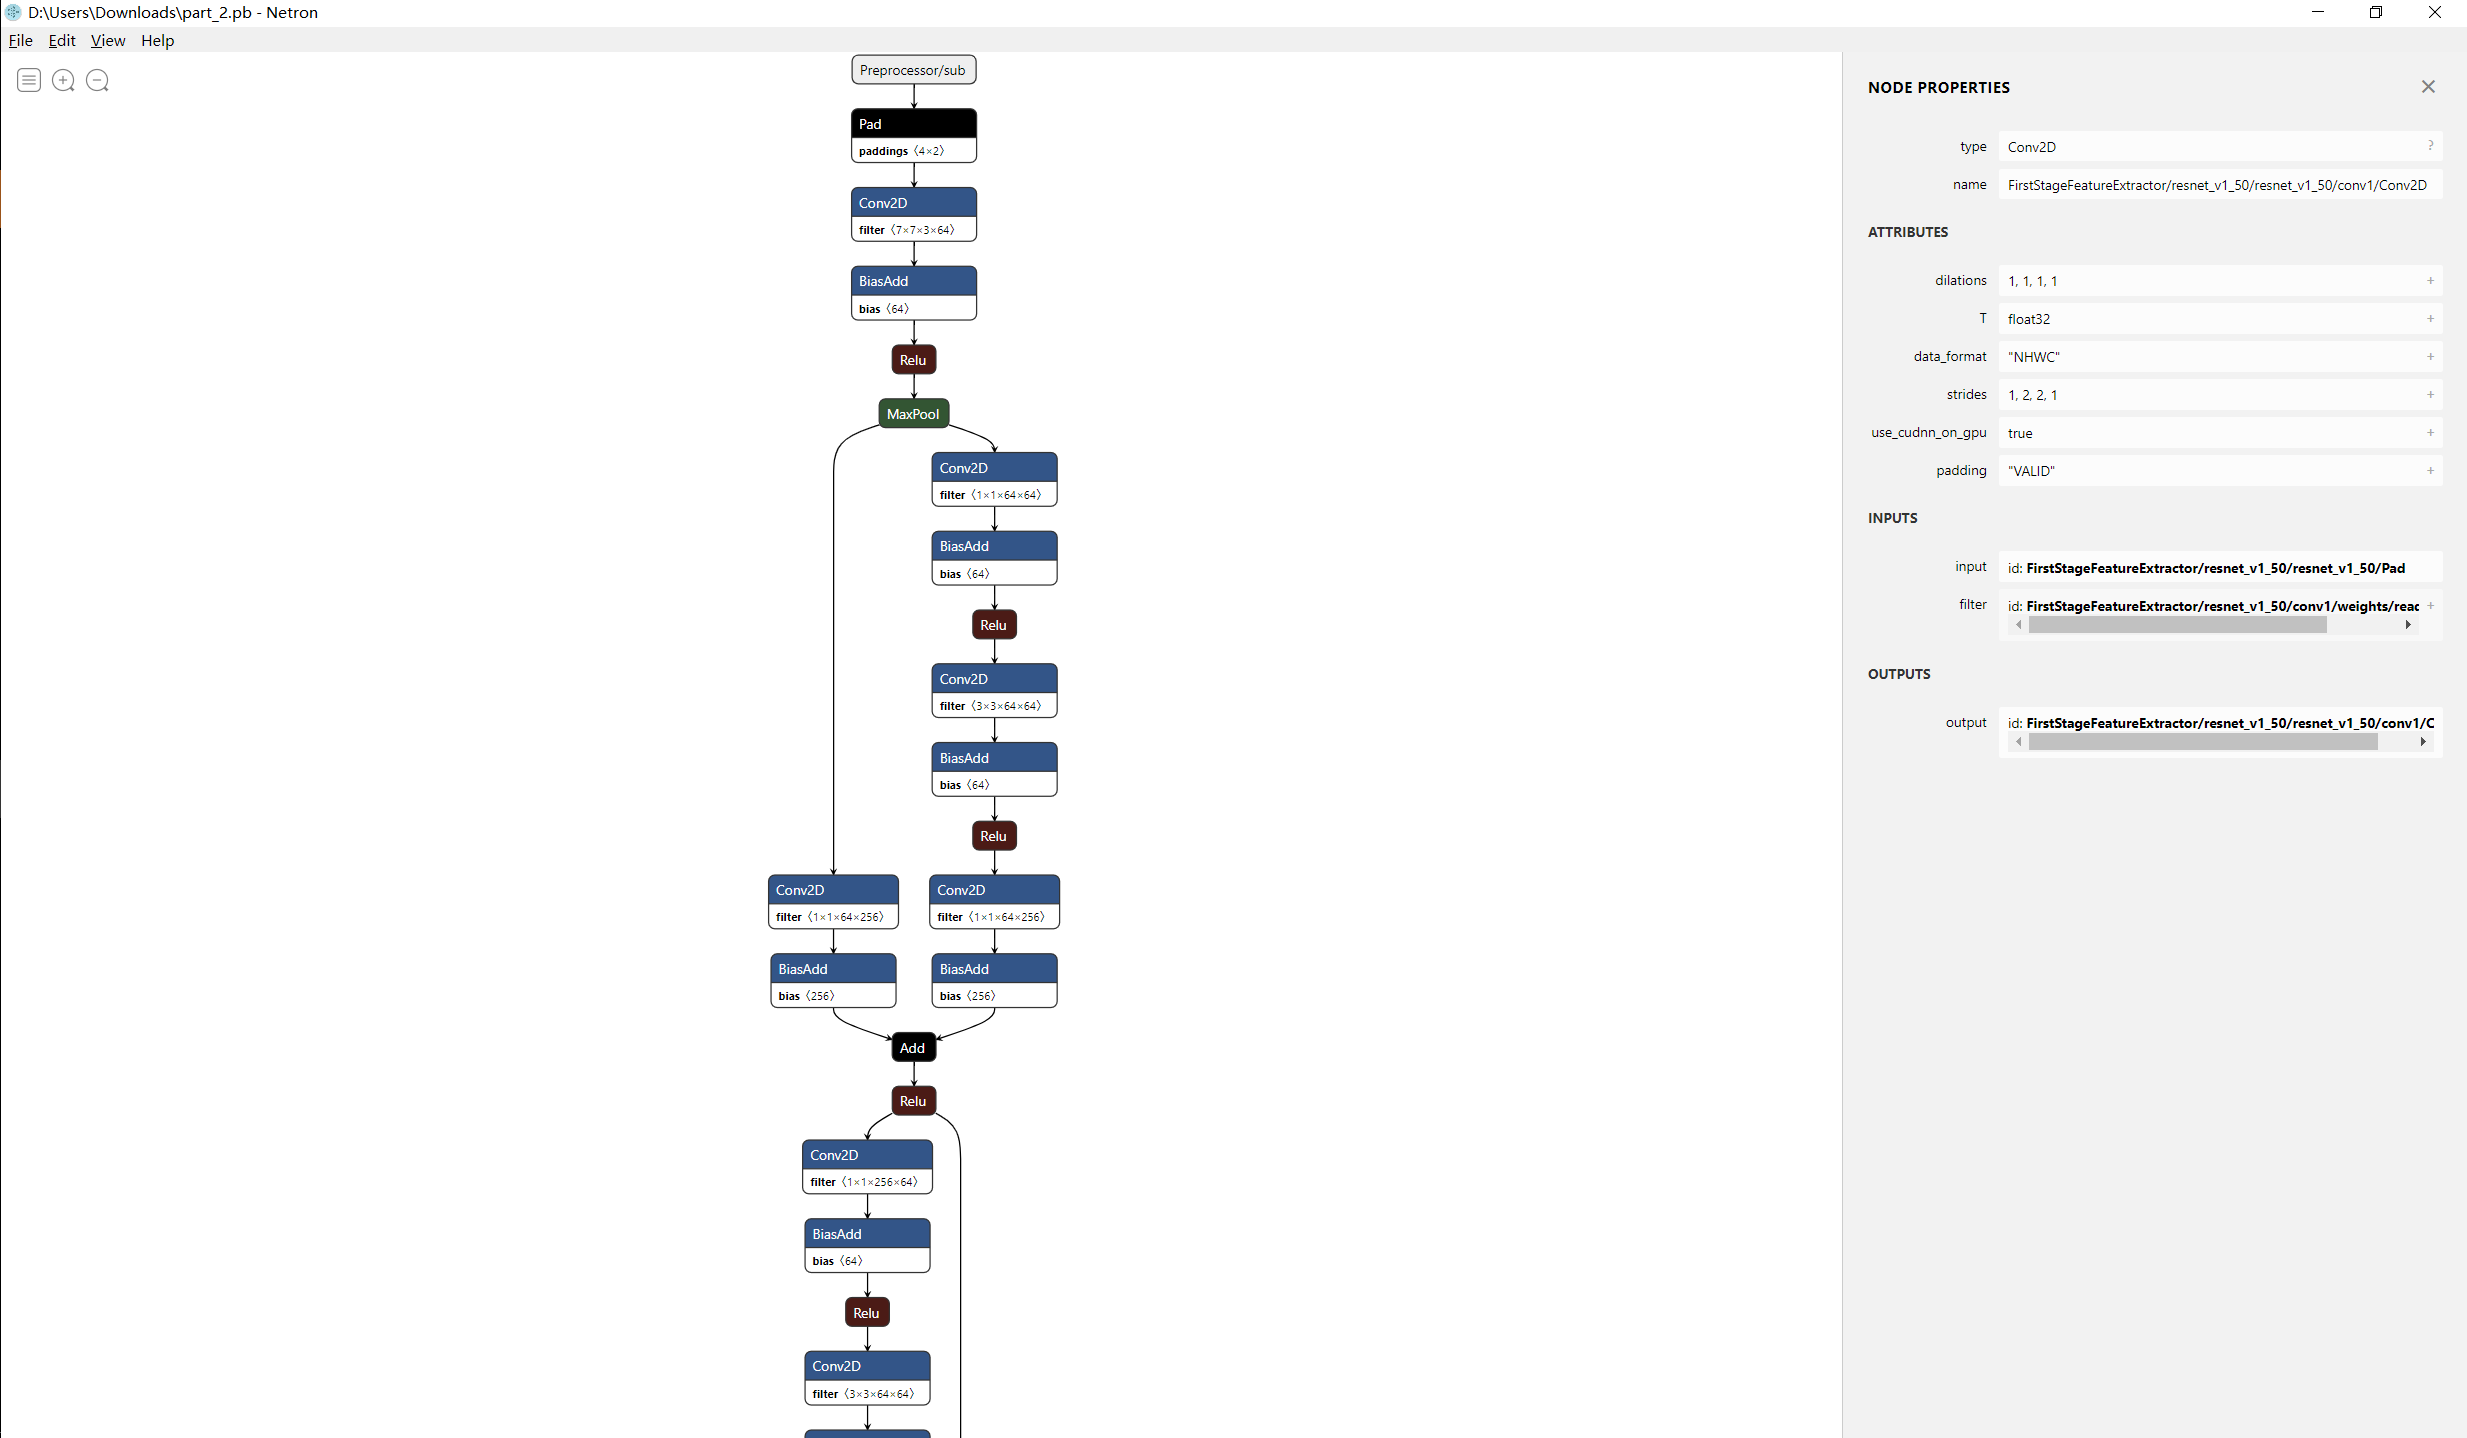 D:\Users\Downloads\part_2.pb - Netron
File Edit View Help
Preprocessor/sub
Pad
paddings 〈4×2〉
Conv2D
filter 〈7×7×3×64〉
BiasAdd
bias 〈64〉
Relu
MaxPool
Conv2D
filter 〈1×1×64×64〉
BiasAdd
bias 〈64〉
Relu
Conv2D
filter 〈3×3×64×64〉
BiasAdd
bias 〈64〉
Relu
Conv2D
filter 〈1×1×64×256〉
Conv2D
filter 〈1×1×64×256〉
BiasAdd
bias 〈256〉
BiasAdd
bias 〈256〉
Add
Relu
Conv2D
filter 〈1×1×256×64〉
BiasAdd
bias 〈64〉
Relu
Conv2D
filter 〈3×3×64×64〉
NODE PROPERTIES
type Conv2D ?
name FirstStageFeatureExtractor/resnet_v1_50/resnet_v1_50/conv1/Conv2D
ATTRIBUTES
dilations 1, 1, 1, 1 +
T float32 +
data_format "NHWC" +
strides 1, 2, 2, 1 +
use_cudnn_on_gpu true +
padding "VALID" +
INPUTS
input id: FirstStageFeatureExtractor/resnet_v1_50/resnet_v1_50/Pad
filter id: FirstStageFeatureExtractor/resnet_v1_50/conv1/weights/read +
OUTPUTS
output id: FirstStageFeatureExtractor/resnet_v1_50/resnet_v1_50/conv1/C